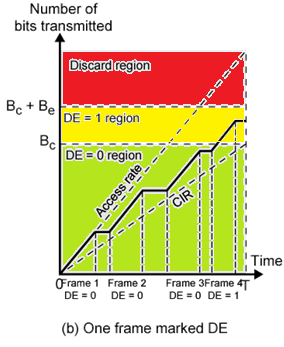 Number of
bits transmitted
Discard region
Bc + Be
DE = 1 region
Bc
DE = 0 region
Access rate
CIR
Time
0
T
Frame 1 Frame 2 Frame 3 Frame 4
DE = 0 DE = 0 DE = 0 DE = 1
(b) One frame marked DE